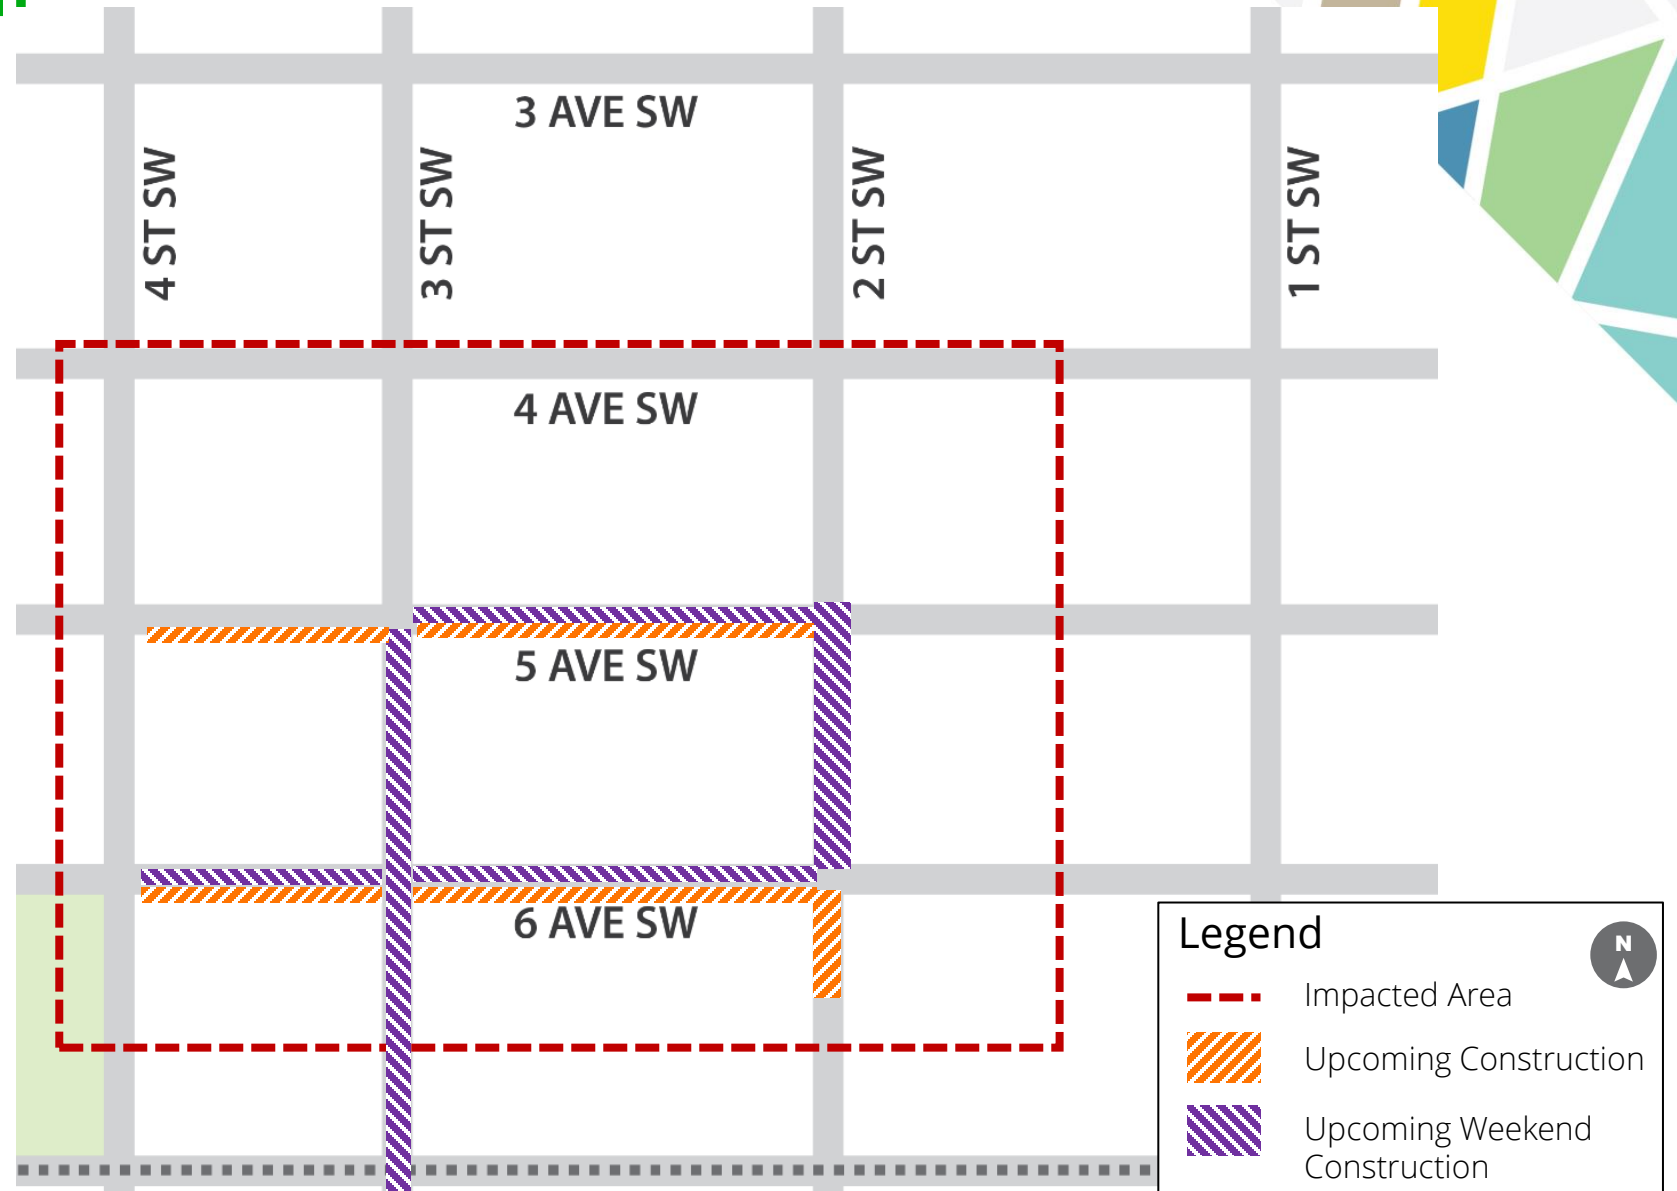 3 AVE SW
4 ST SW
3 ST SW
2 ST SW
1 ST SW
4 AVE SW
5 AVE SW
6 AVE SW
Legend
N
Impacted Area
Upcoming Construction
Upcoming Weekend
Construction